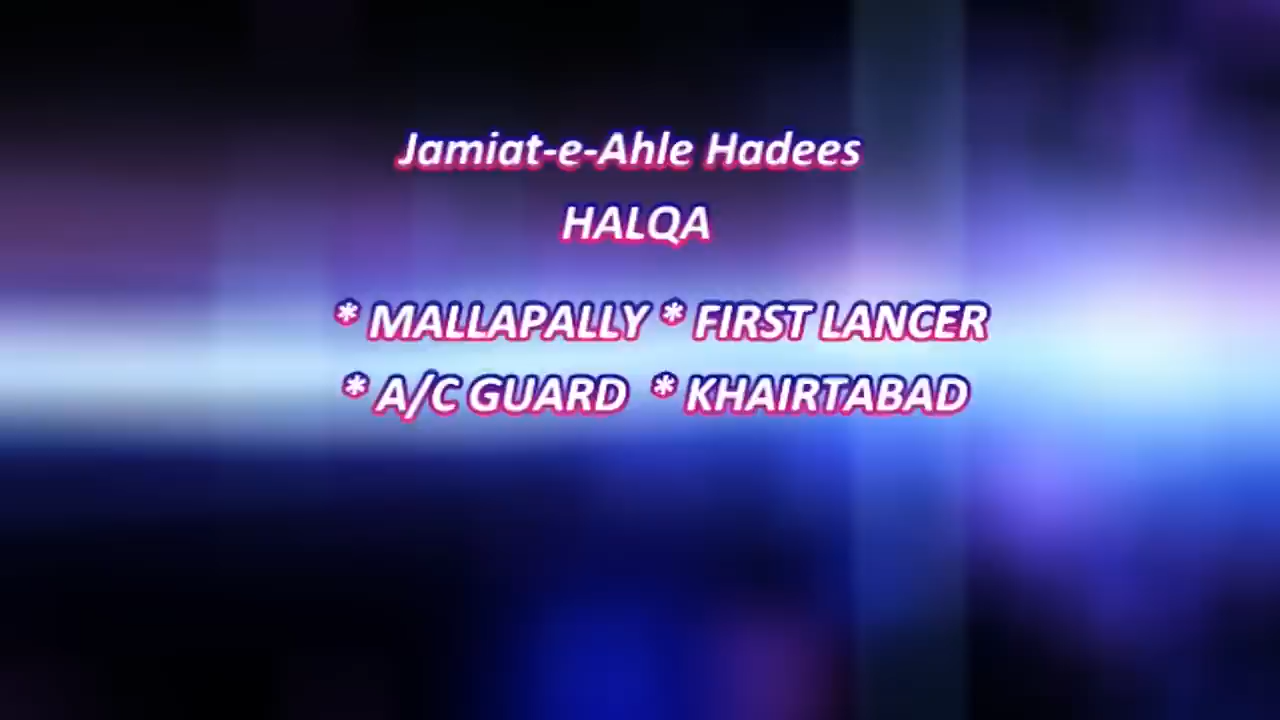 Jamiat-e-Ahle Hadees
HALQA
* MALLAPALLY * FIRST LANCER
* A/C GUARD * KHAIRTABAD